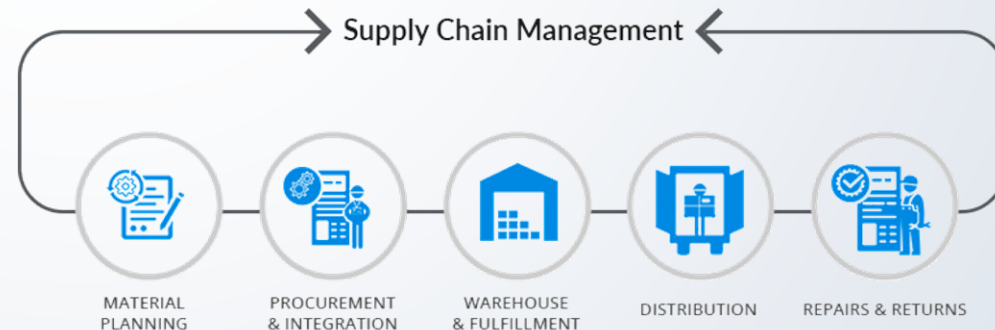 Supply Chain Management
MATERIAL
PLANNING
PROCUREMENT
& INTEGRATION
WAREHOUSE
& FULFILLMENT
DISTRIBUTION
REPAIRS & RETURNS